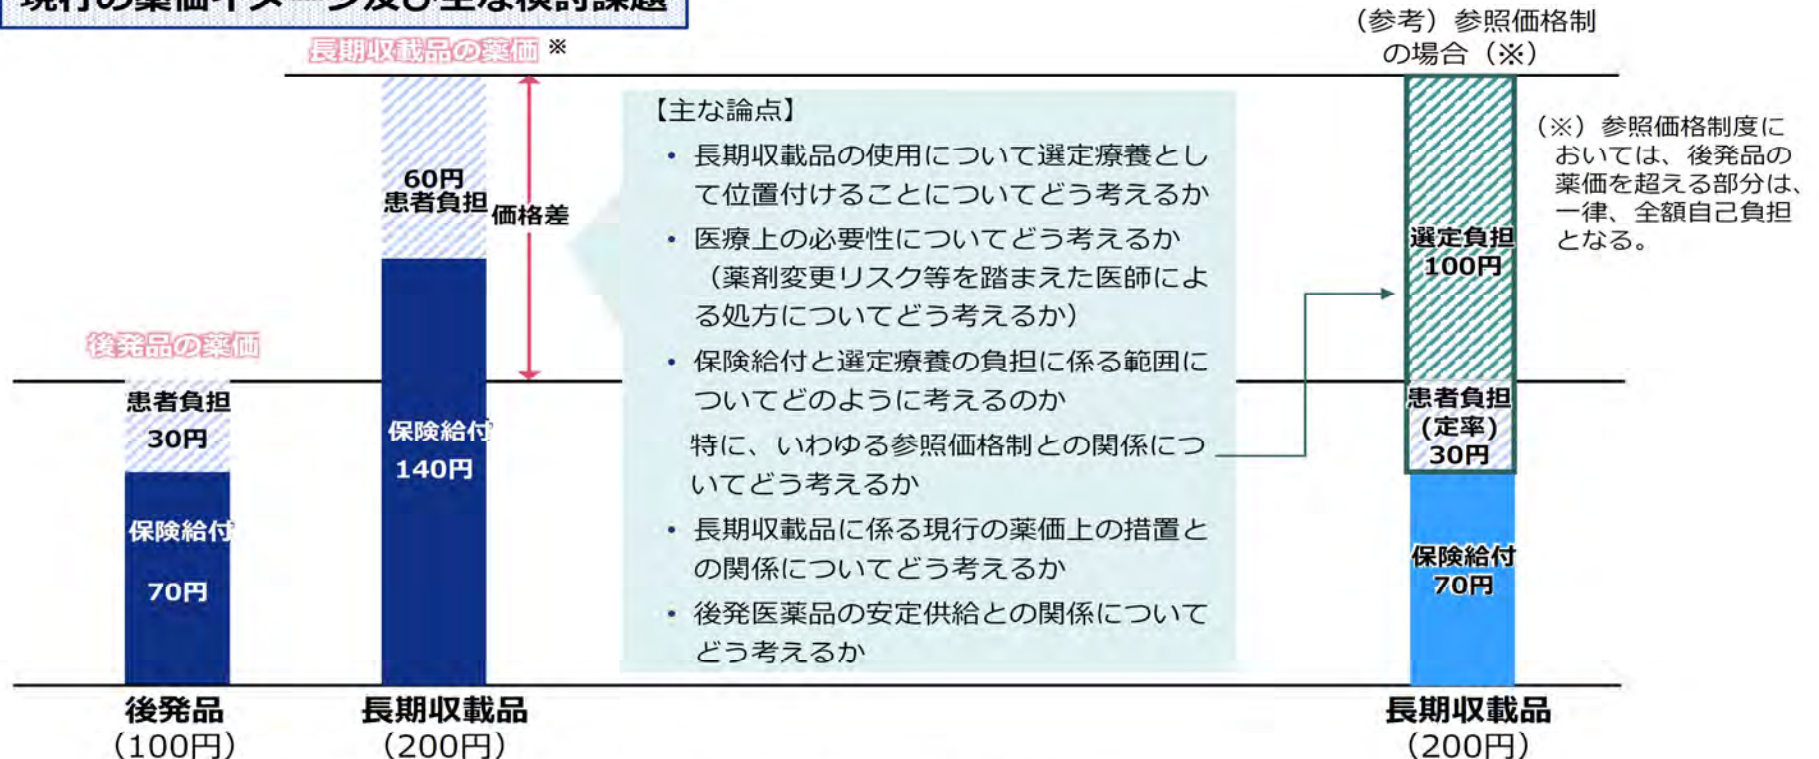 現行の薬価イメージ及び主な検討課題
長期収載品の薬価 ※
60円
患者負担
価格差
後発品の薬価
患者負担
30円
保険給付
70円
保険給付
140円
後発品
（100円）
長期収載品
（200円）
【主な論点】
• 長期収載品の使用について選定療養とし
て位置付けることについてどう考えるか
• 医療上の必要性についてどう考えるか
（薬剤変更リスク等を踏まえた医師によ
る処方についてどう考えるか）
• 保険給付と選定療養の負担に係る範囲に
ついてどのように考えるのか
特に、いわゆる参照価格制との関係につ
いてどう考えるか
• 長期収載品に係る現行の薬価上の措置と
の関係についてどう考えるか
• 後発医薬品の安定供給との関係について
どう考えるか
（参考）参照価格制
の場合（※）
選定負担
100円
患者負担
(定率)
30円
保険給付
70円
長期収載品
（200円）
（※）参照価格制度に
おいては、後発品の
薬価を超える部分は、
一律、全額自己負担
となる。